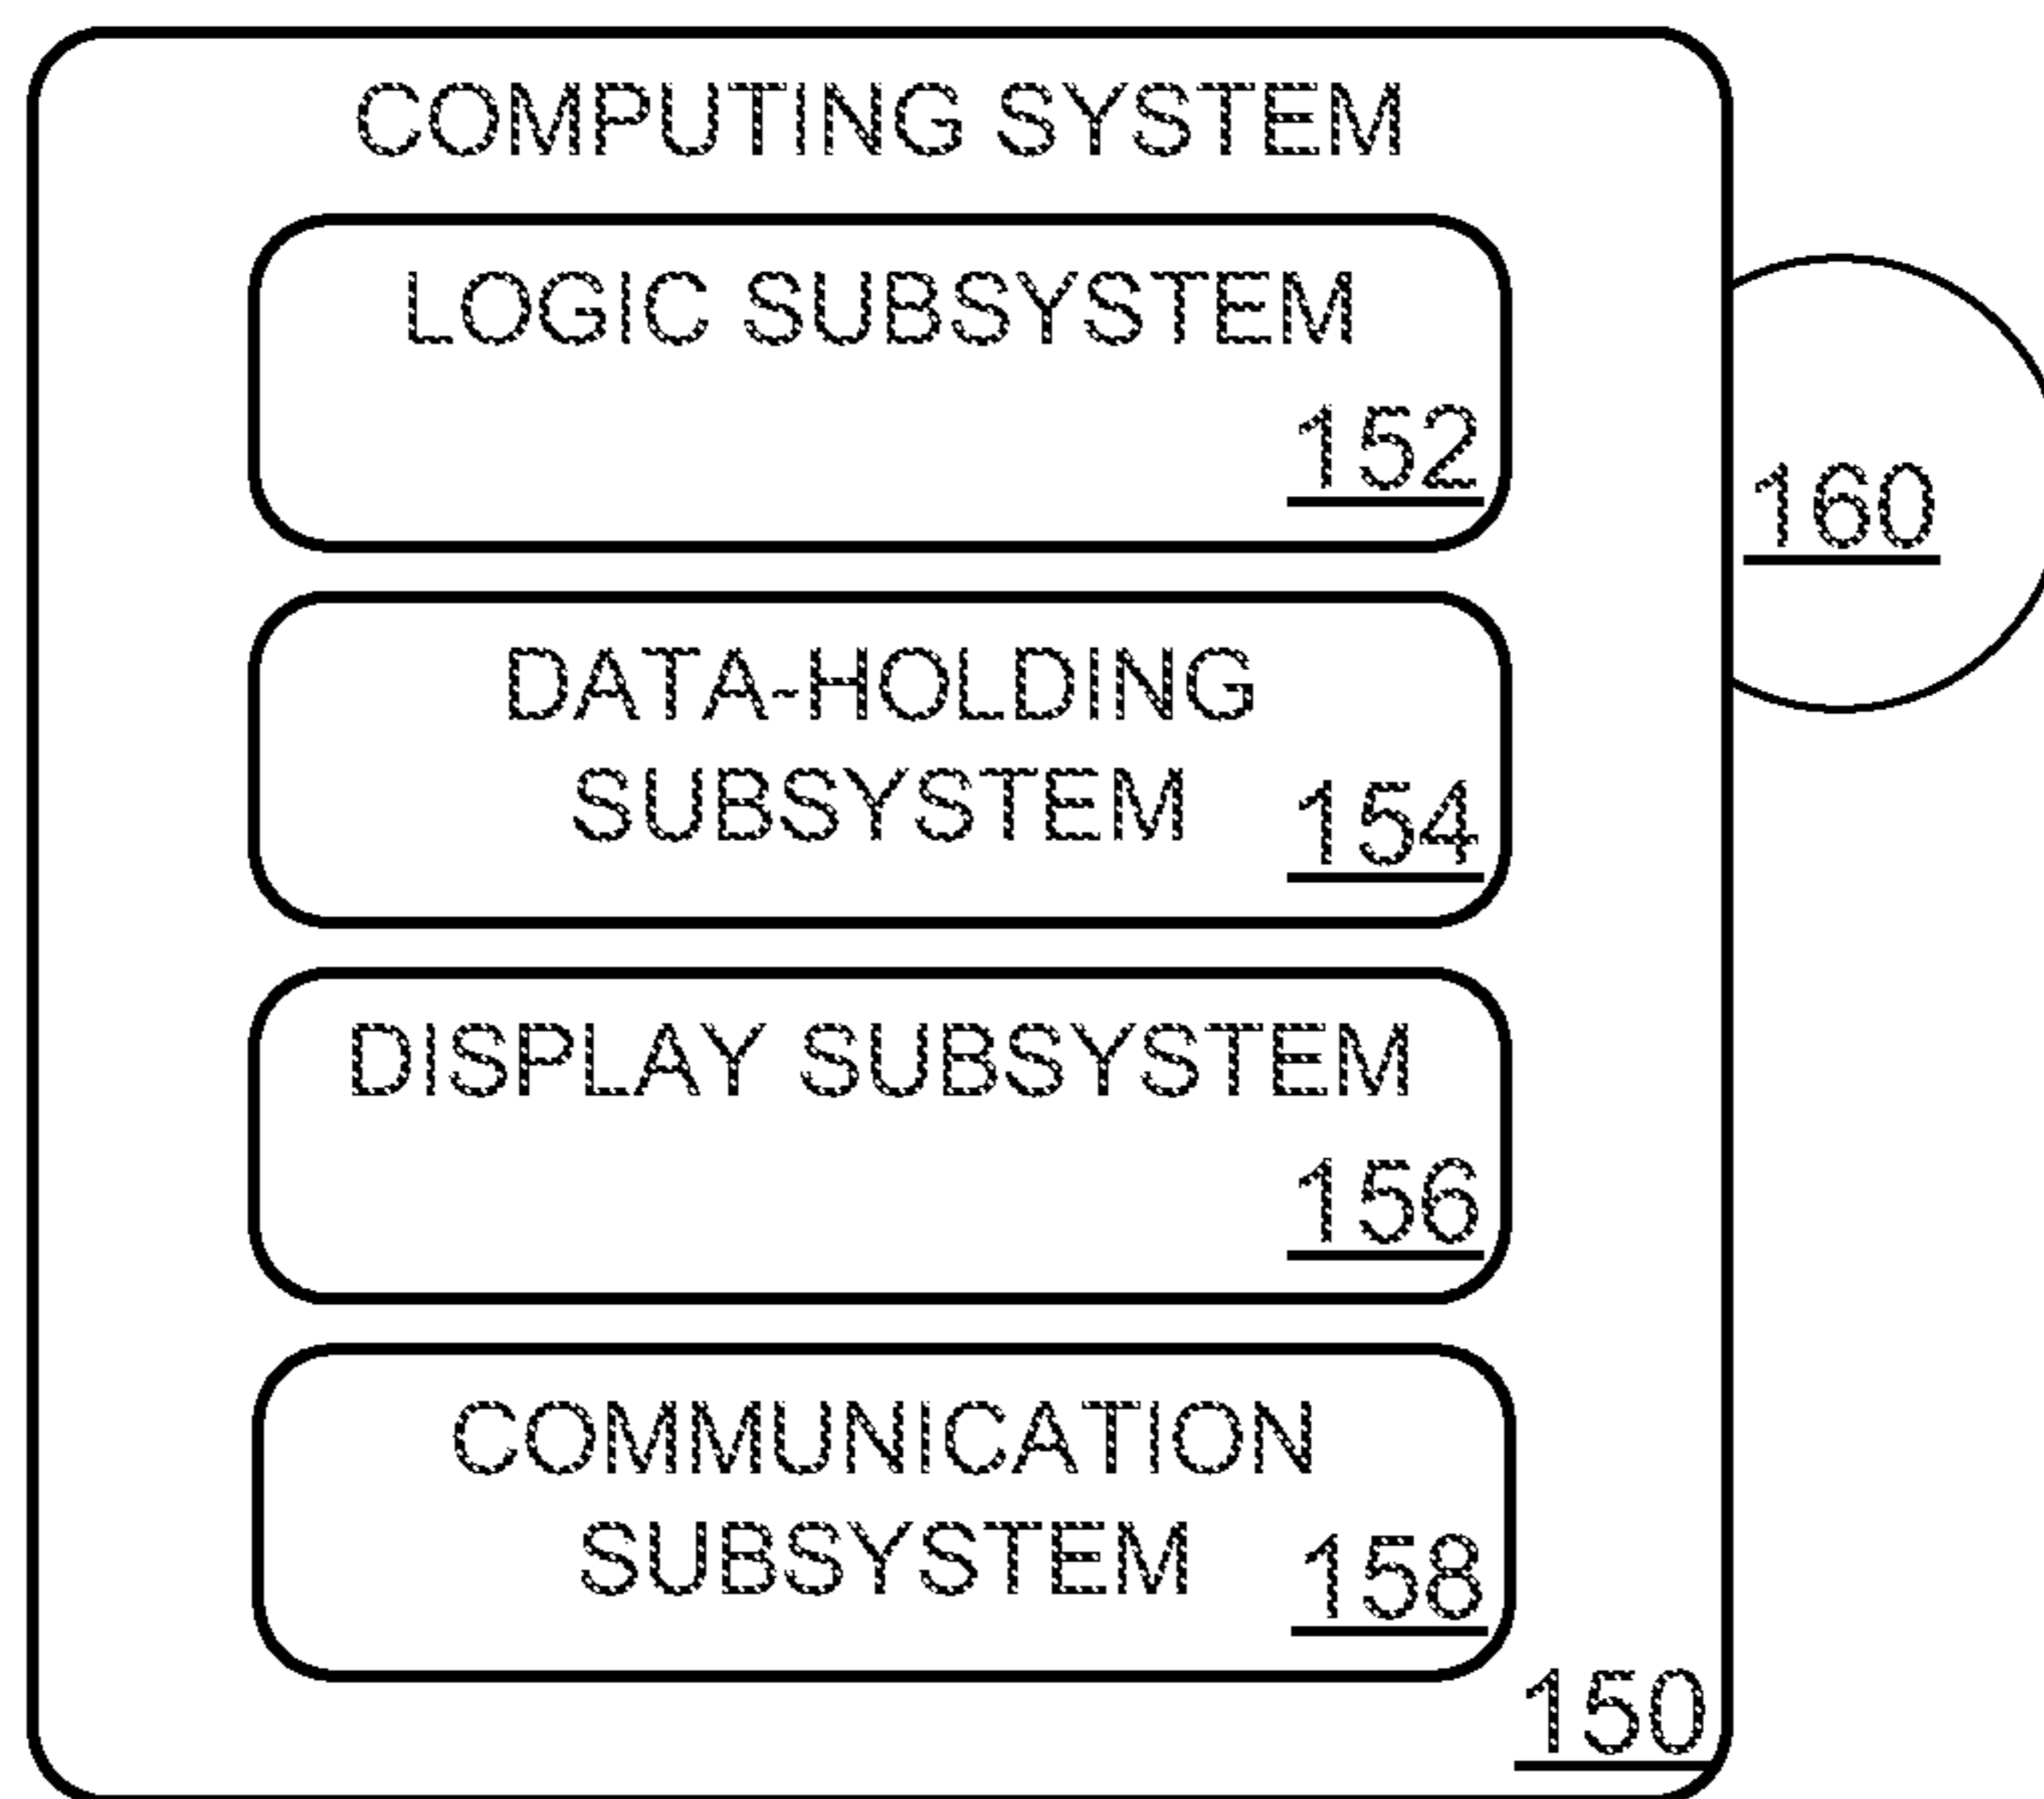 COMPUTING SYSTEM
LOGIC SUBSYSTEM
152
160
DATA-HOLDING
SUBSYSTEM 154
DISPLAY SUBSYSTEM
156
COMMUNICATION
SUBSYSTEM 158
150